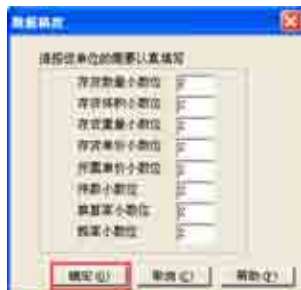 数据精度
请按您单位的需要认真填写
存货数量小数位
存货体积小数位
存货重量小数位
存货单价小数位
开票单价小数位
件数小数位
换算率小数位
税率小数位
确定(O) 取消(C) 帮助(H)